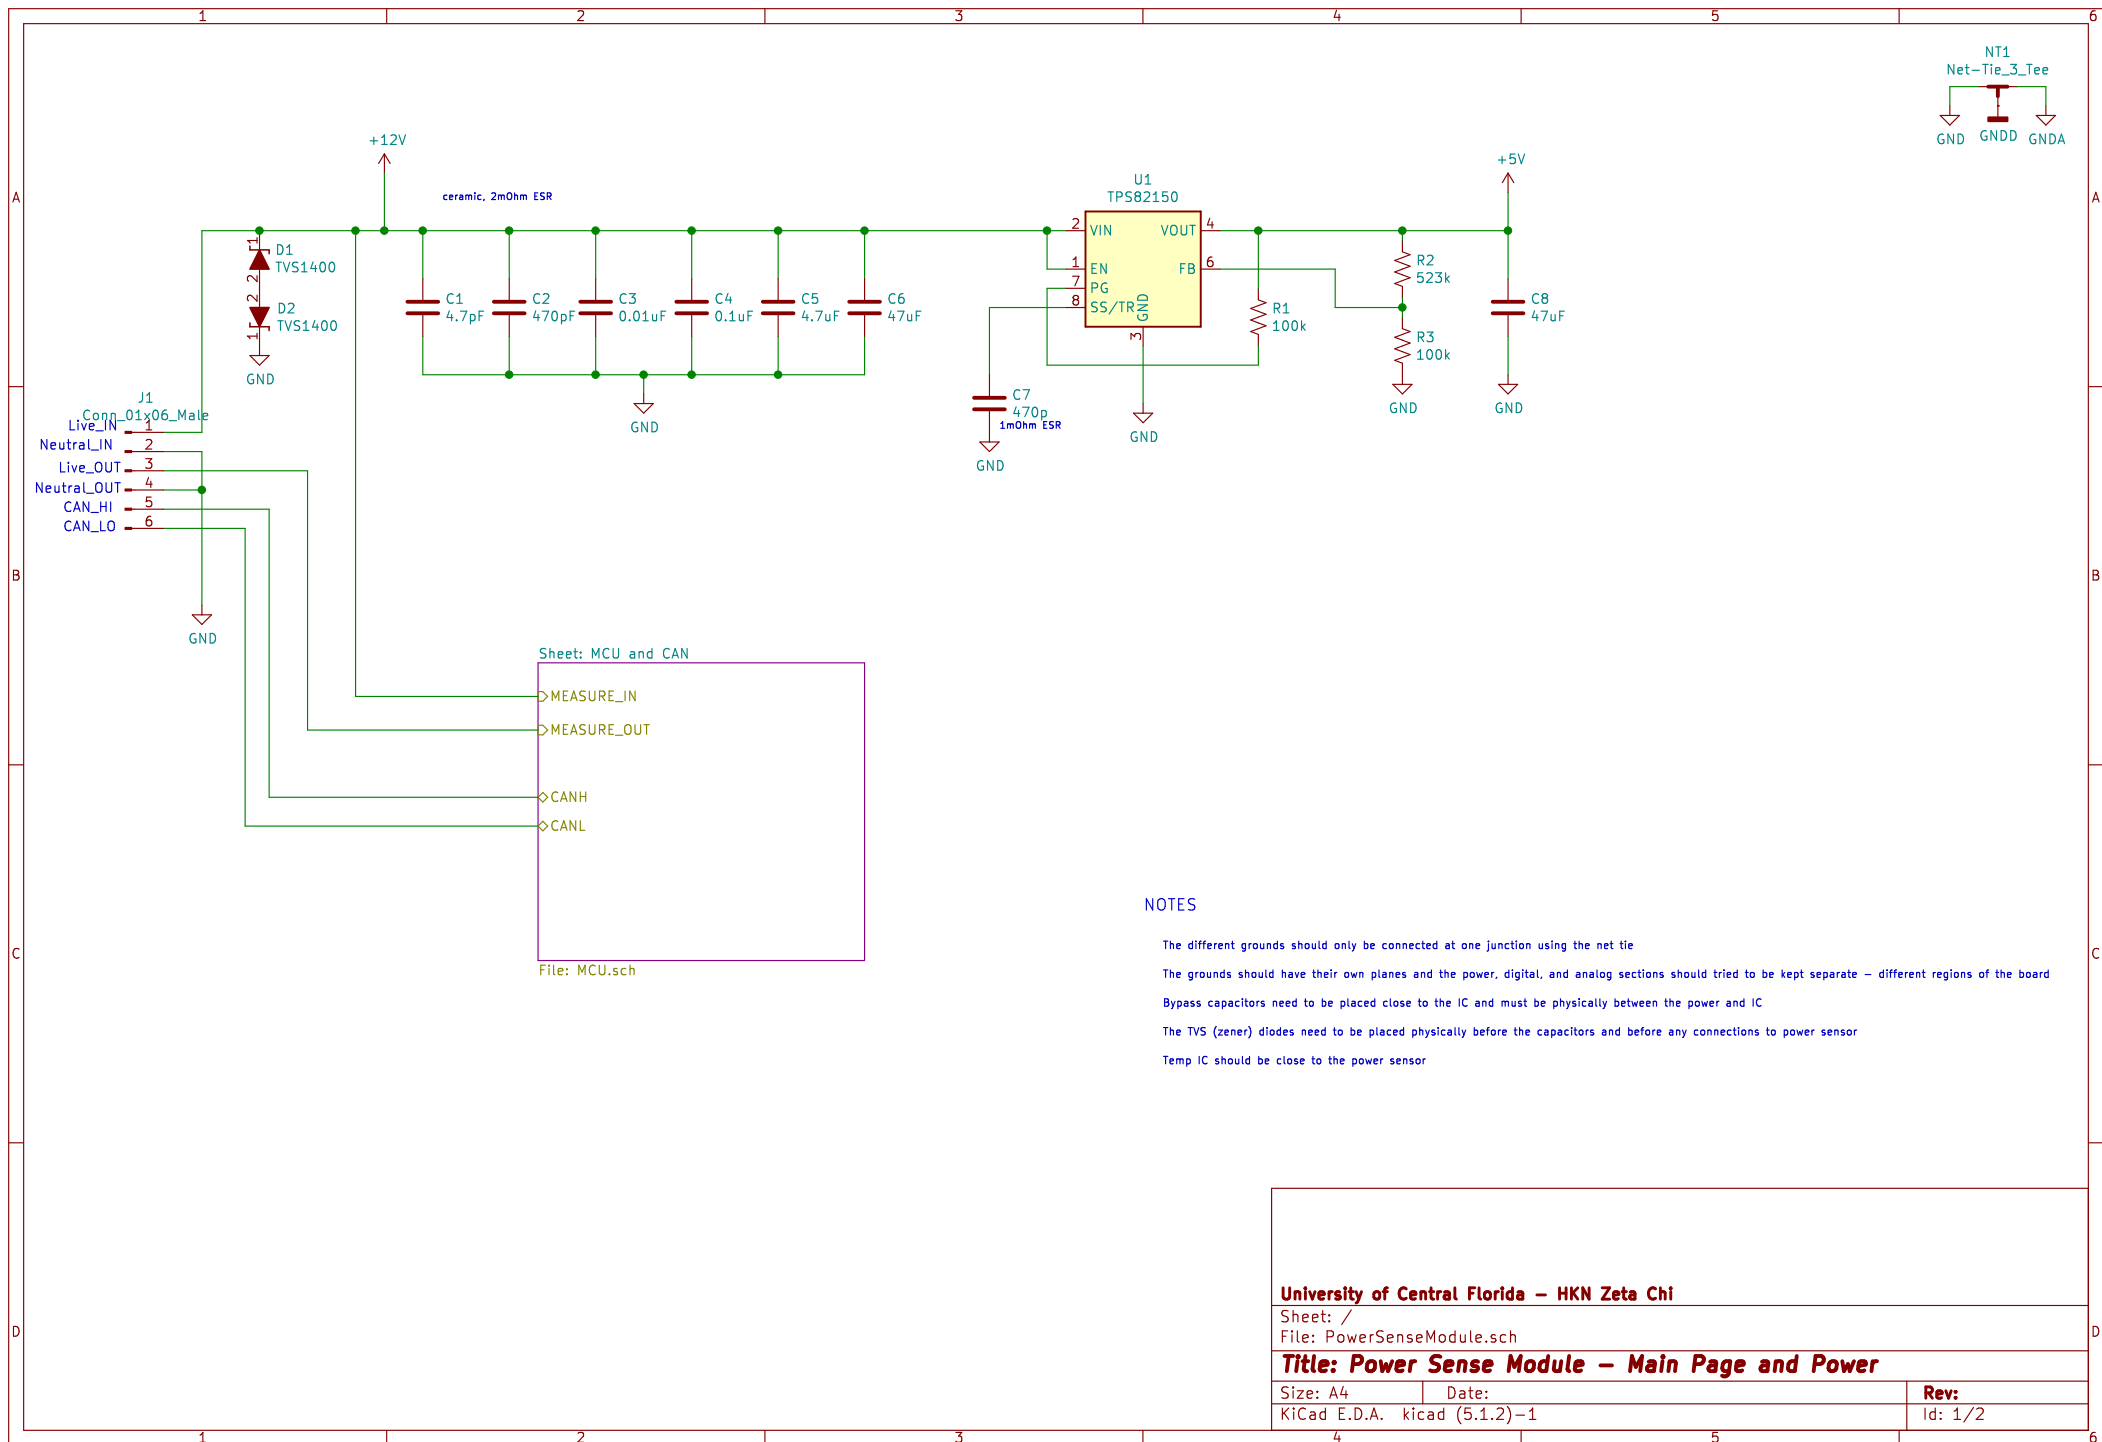 1 2 3 4 5 6
NT1
Net-Tie_3_Tee
GND GNDD GNDA
+12V
+5V
ceramic, 2mOhm ESR
A A
U1
TPS82150
2 VIN VOUT 4
1 EN FB 6
7 PG
8 SS/TR
GND
3
1
D1
TVS1400
2
2
D2
TVS1400
1
GND
C1
4.7pF
C2
470pF
C3
0.01uF
C4
0.1uF
C5
4.7uF
C6
47uF
GND
R1
100k
R2
523k
R3
100k
GND
C8
47uF
GND
C7
470p
1mOhm ESR
GND
GND
J1
Conn_01x06_Male
Live_IN 1
Neutral_IN 2
Live_OUT 3
Neutral_OUT 4
CAN_HI 5
CAN_LO 6
GND
B B
Sheet: MCU and CAN
MEASURE_IN
MEASURE_OUT
CANH
CANL
File: MCU.sch
C C
NOTES
The different grounds should only be connected at one junction using the net tie
The grounds should have their own planes and the power, digital, and analog sections should tried to be kept separate - different regions of the board
Bypass capacitors need to be placed close to the IC and must be physically between the power and IC
The TVS (zener) diodes need to be placed physically before the capacitors and before any connections to power sensor
Temp IC should be close to the power sensor
D D
University of Central Florida - HKN Zeta Chi
Sheet: /
File: PowerSenseModule.sch
Title: Power Sense Module - Main Page and Power
Size: A4 Date: Rev:
KiCad E.D.A. kicad (5.1.2)-1 Id: 1/2
1 2 3 4 5 6